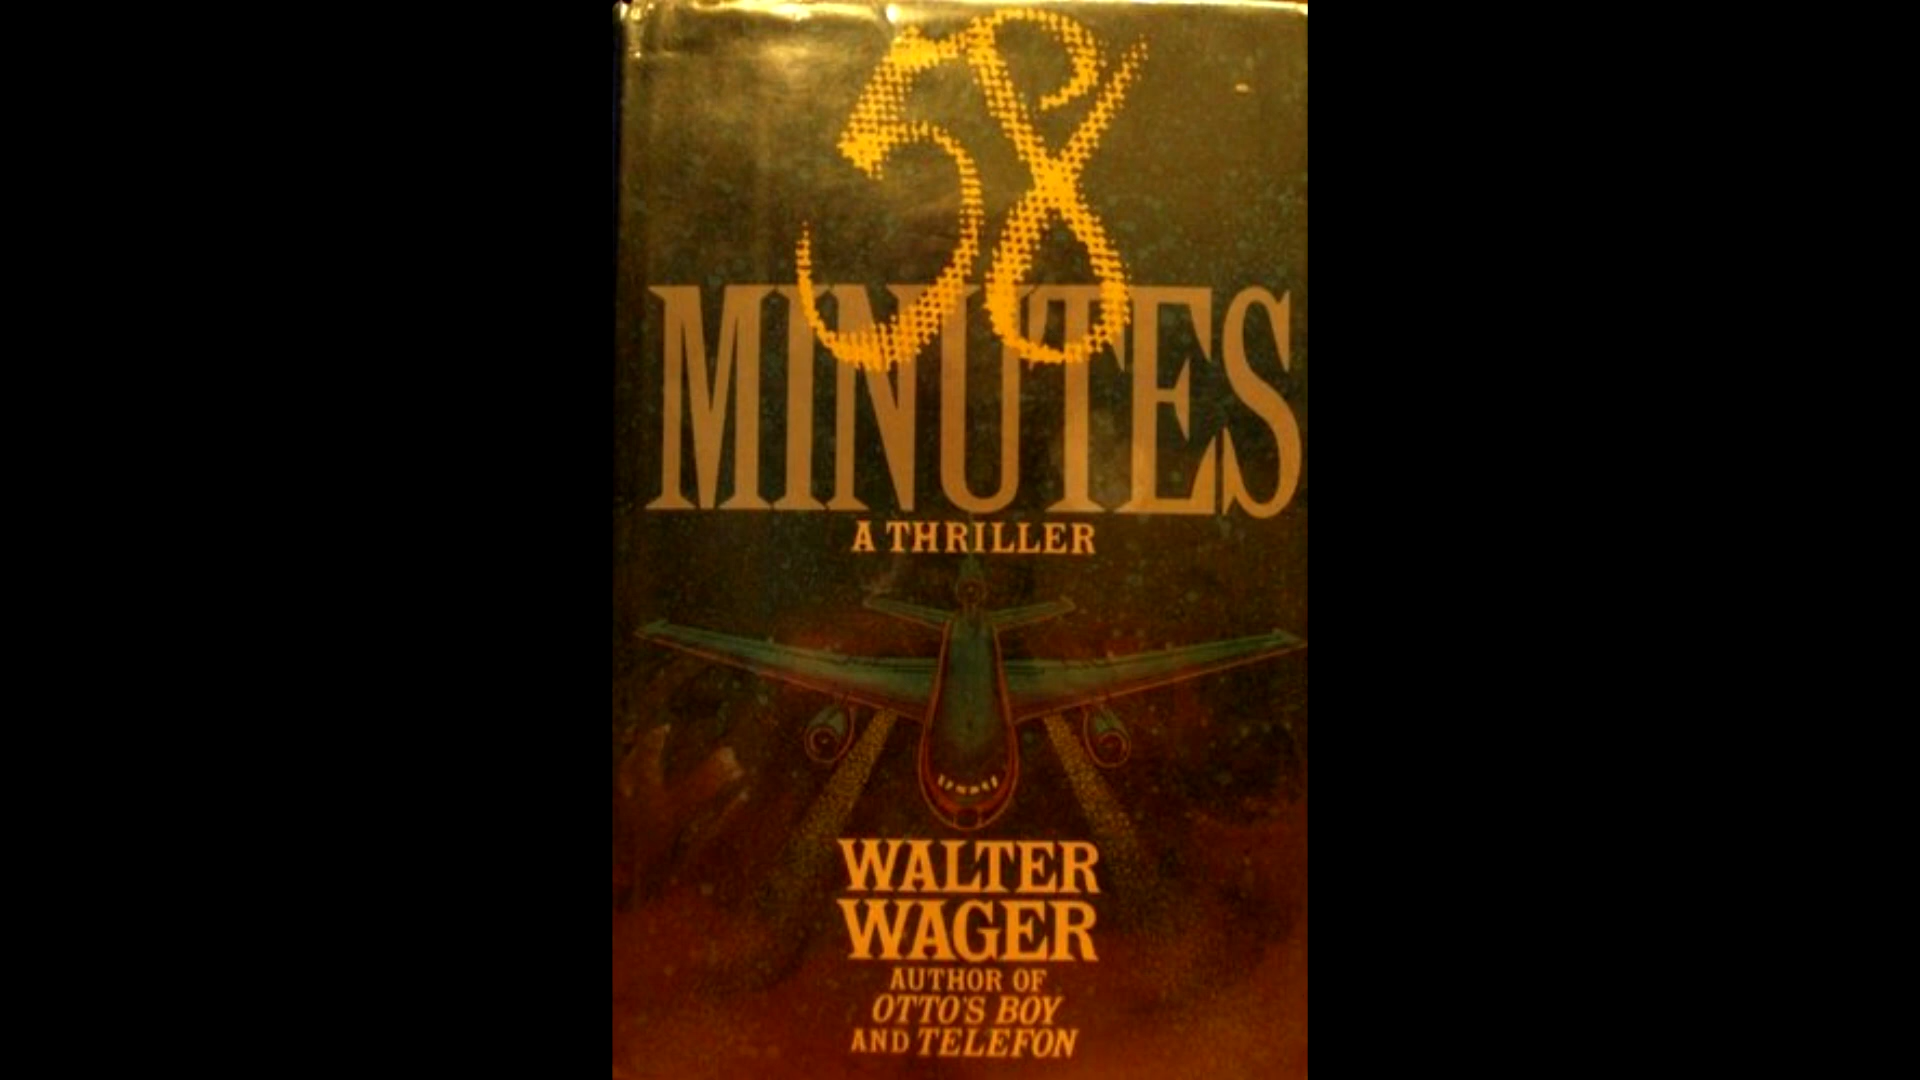 58
MINUTES
A THRILLER
WALTER
WAGER
AUTHOR OF
OTTO'S BOY
AND TELEFON